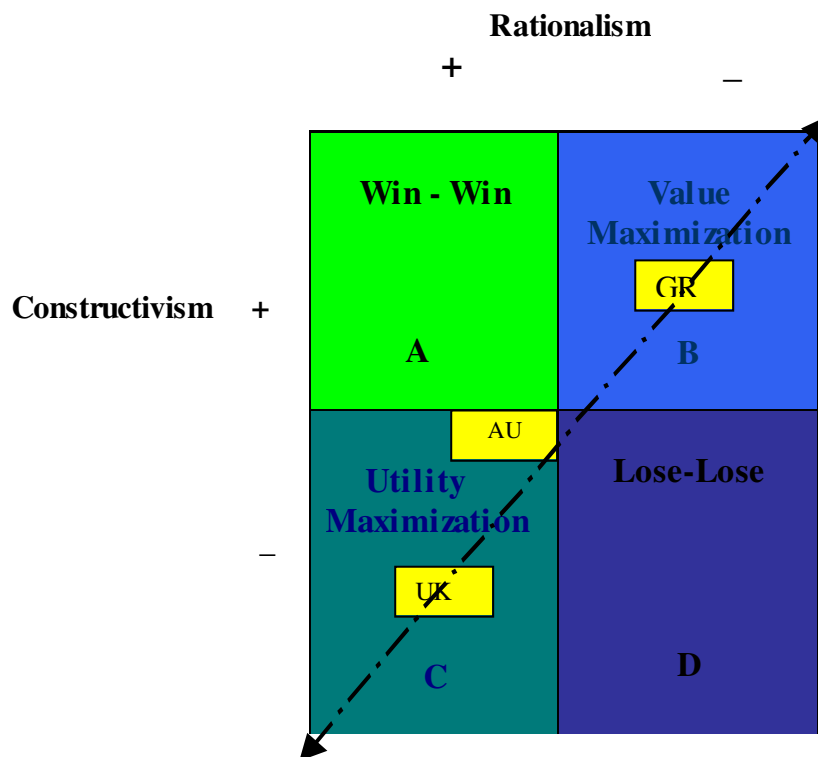 Rationalism
+ –
Win - Win
Value
Maximization
GR
Constructivism +
A
B
AU
Utility
Maximization
Lose-Lose
–
UK
C
D